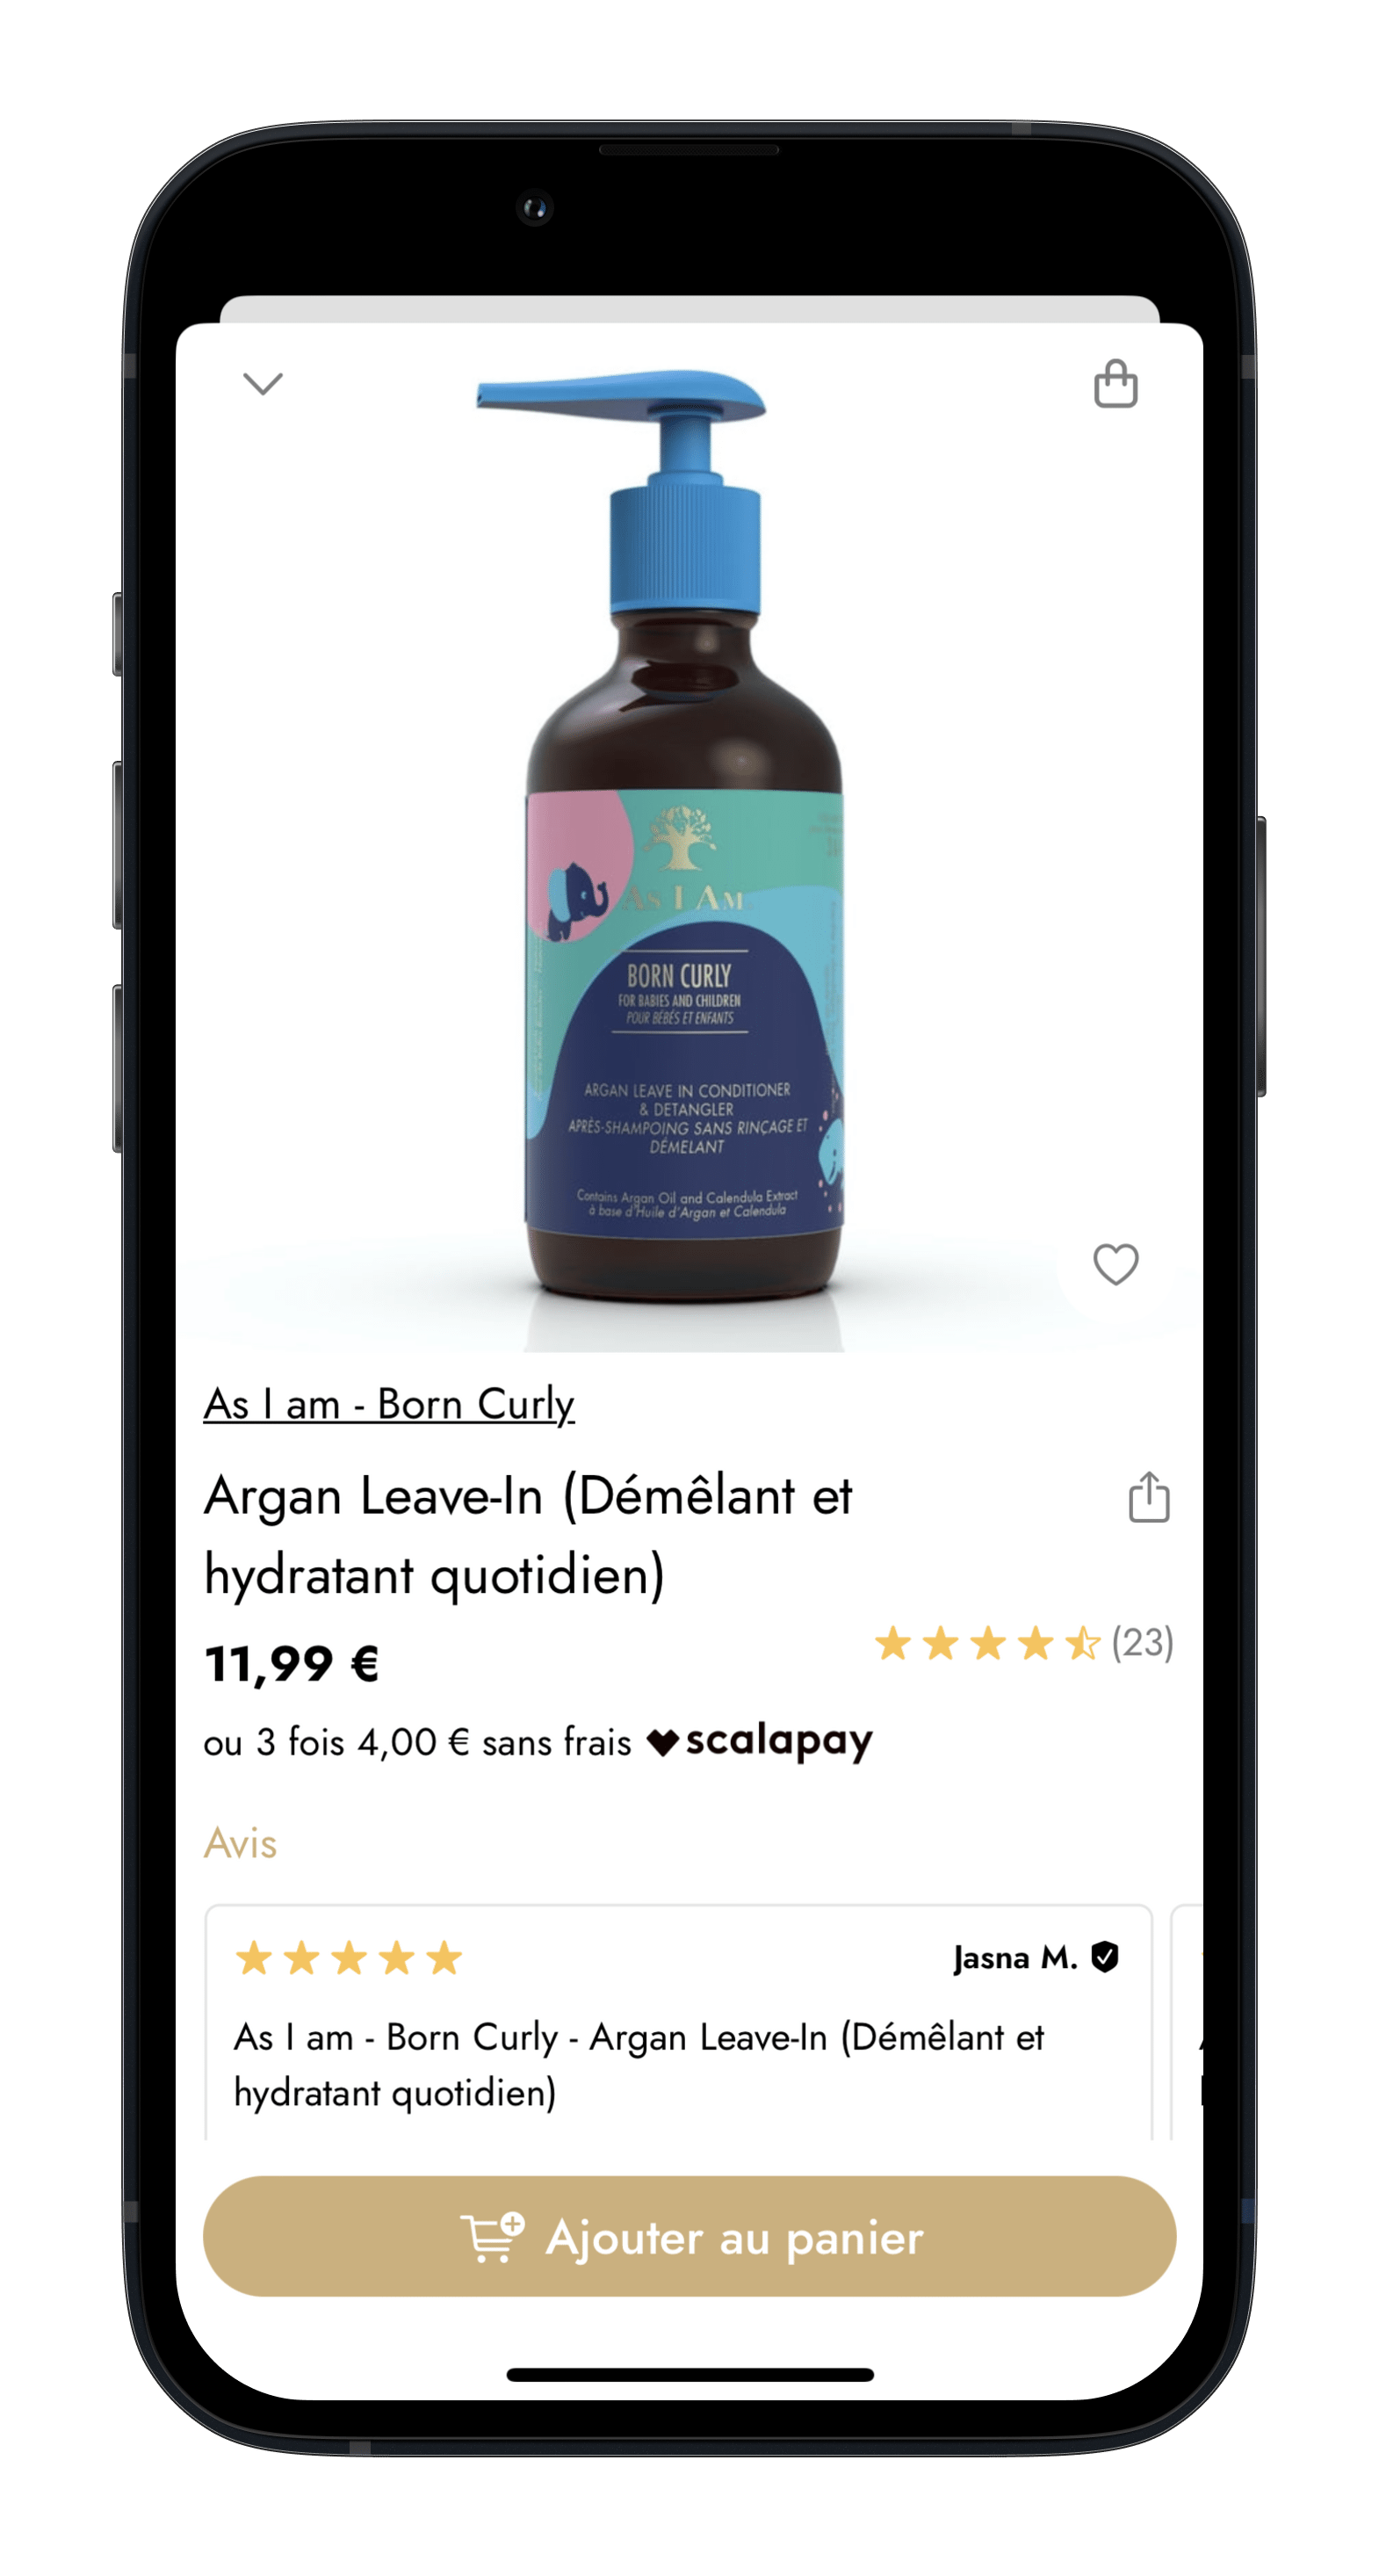 As I Am
BORN CURLY
FOR BABIES AND CHILDREN
POUR BÉBÉS ET ENFANTS
ARGAN LEAVE IN CONDITIONER
& DETANGLER
APRÈS-SHAMPOING SANS RINÇAGE ET
DÉMELANT
Contains Argan Oil and Calendula Extract
à base d'Huile d'Argan et Calendula
As I am - Born Curly
Argan Leave-In (Démêlant et
hydratant quotidien)
11,99 €
(23)
ou 3 fois 4,00 € sans frais scalapay
Avis
Jasna M.
As I am - Born Curly - Argan Leave-In (Démêlant et
hydratant quotidien)
Ajouter au panier